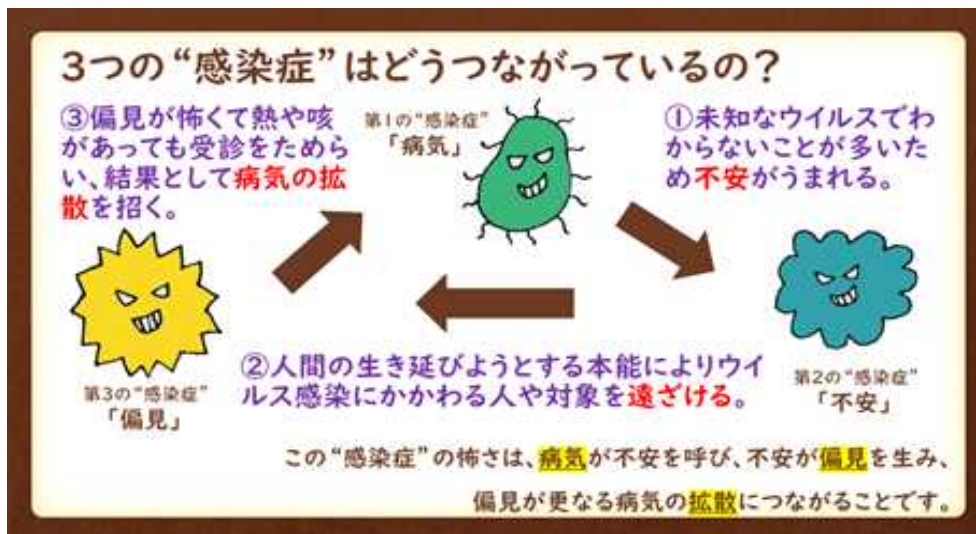 3つの“感染症”はどうつながっているの？
③偏見が怖くて熱や咳
があっても受診をためら
い、結果として病気の拡
散を招く。
第1の“感染症”
「病気」
①未知なウイルスでわ
からないことが多いた
め不安がうまれる。
第3の“感染症”
「偏見」
②人間の生き延びようとする本能によりウイ
ルス感染にかかわる人や対象を遠ざける。
第2の“感染症”
「不安」
この“感染症”の怖さは、病気が不安を呼び、不安が偏見を生み、
偏見が更なる病気の拡散につながることです。